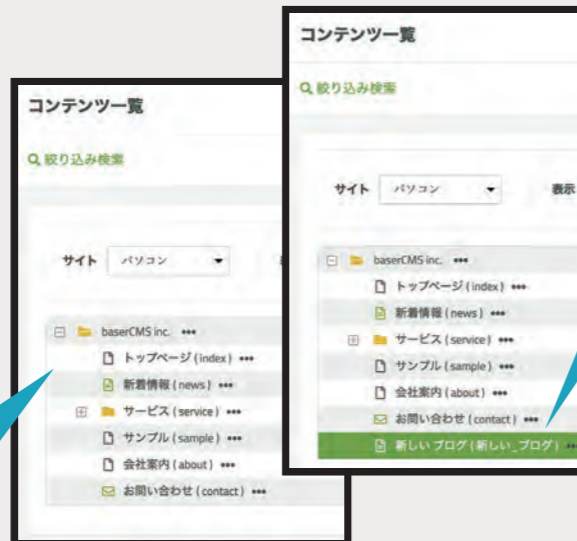 コンテンツ一覧
絞り込み検索
サイト パソコン
baserCMS inc. •••
トップページ ( index ) •••
新着情報 ( news ) •••
サービス ( service ) •••
サンプル ( sample ) •••
会社案内 ( about ) •••
お問い合わせ ( contact ) •••
コンテンツ一覧
絞り込み検索
サイト パソコン 表示
baserCMS inc. •••
トップページ ( index ) •••
新着情報 ( news ) •••
サービス ( service ) •••
サンプル ( sample ) •••
会社案内 ( about ) •••
お問い合わせ ( contact ) •••
新しい ブログ ( 新しい_ブログ ) •••